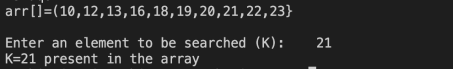 arr[]=(10,12,13,16,18,19,20,21,22,23}
Enter an element to be searched (K):    21
K=21 present in the array